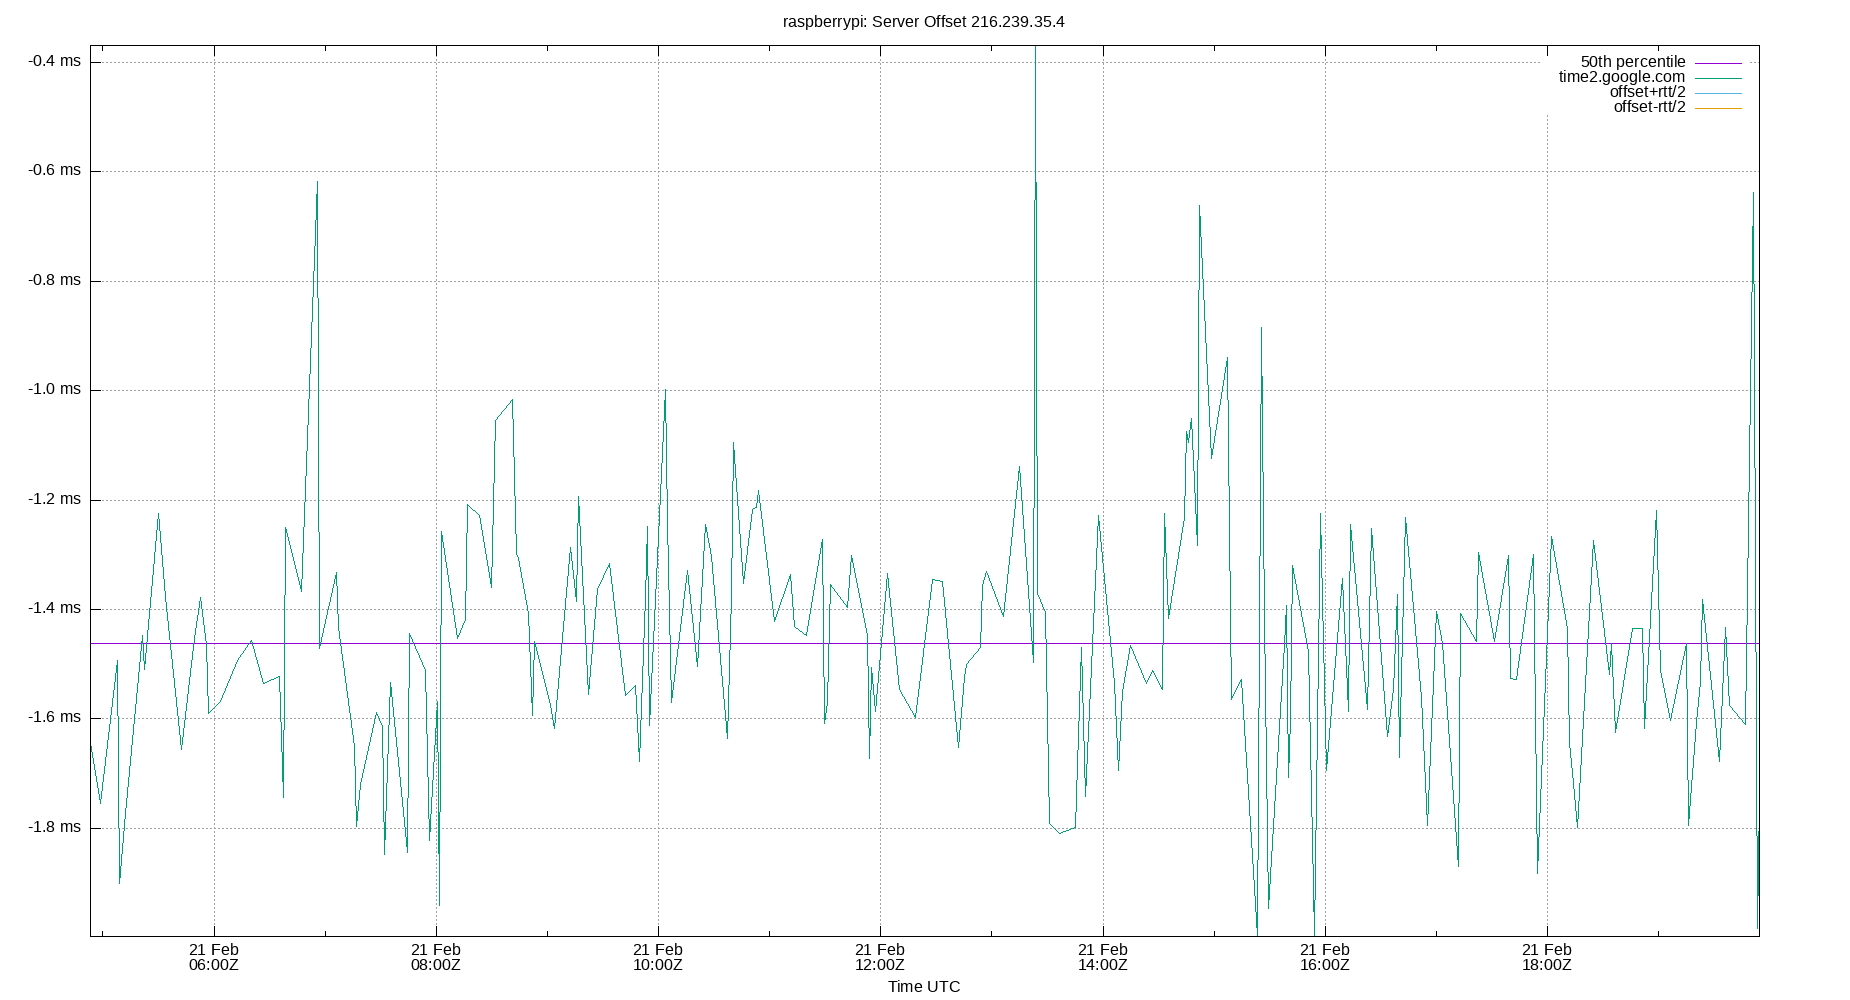 raspberrypi: Server Offset 216.239.35.4
50th percentile
time2.google.com
offset+rtt/2
offset-rtt/2
-0.4 ms
-0.6 ms
-0.8 ms
-1.0 ms
-1.2 ms
-1.4 ms
-1.6 ms
-1.8 ms
21 Feb 21 Feb 21 Feb 21 Feb 21 Feb 21 Feb 21 Feb
06:00Z 08:00Z 10:00Z 12:00Z 14:00Z 16:00Z 18:00Z
Time UTC